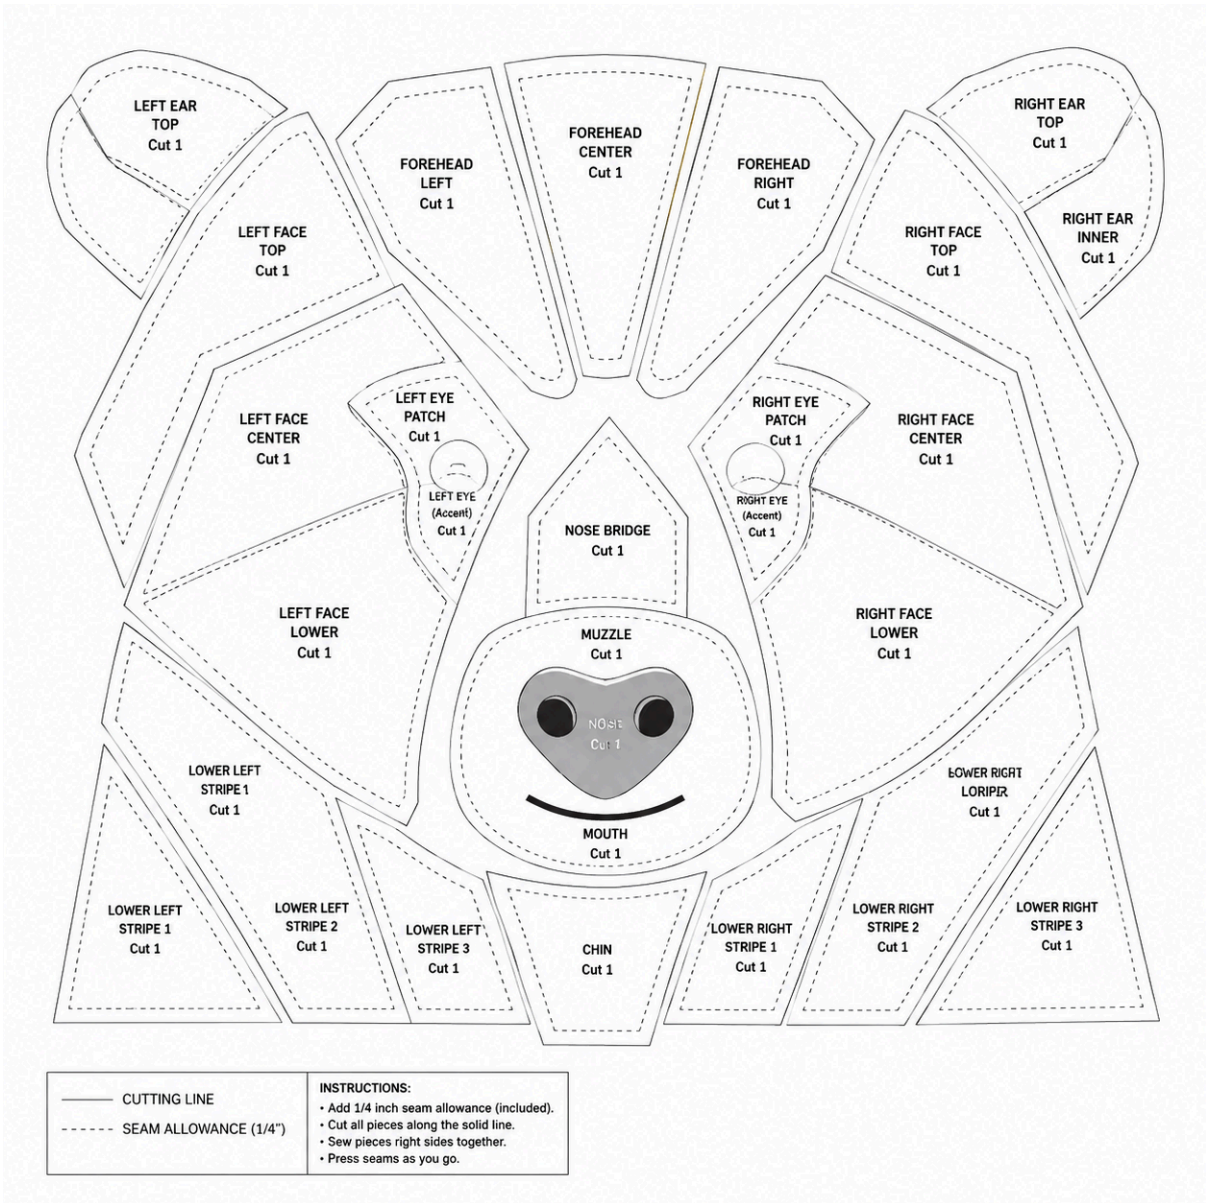 LEFT EAR
TOP
Cut 1
FOREHEAD
LEFT
Cut 1
FOREHEAD
CENTER
Cut 1
FOREHEAD
RIGHT
Cut 1
RIGHT EAR
TOP
Cut 1
RIGHT EAR
INNER
Cut 1
LEFT FACE
TOP
Cut 1
RIGHT FACE
TOP
Cut 1
LEFT FACE
CENTER
Cut 1
LEFT EYE
PATCH
Cut 1
LEFT EYE
(Accent)
Cut 1
RIGHT EYE
PATCH
Cut 1
RIGHT EYE
(Accent)
Cut 1
RIGHT FACE
CENTER
Cut 1
NOSE BRIDGE
Cut 1
LEFT FACE
LOWER
Cut 1
RIGHT FACE
LOWER
Cut 1
MUZZLE
Cut 1
Cut 1
MOUTH
Cut 1
LOWER LEFT
STRIPE 1
Cut 1
LOWER RIGHT
Cut 1
LOWER LEFT
STRIPE 1
Cut 1
LOWER LEFT
STRIPE 2
Cut 1
LOWER LEFT
STRIPE 3
Cut 1
CHIN
Cut 1
LOWER RIGHT
STRIPE 1
Cut 1
LOWER RIGHT
STRIPE 2
Cut 1
LOWER RIGHT
STRIPE 3
Cut 1
CUTTING LINE
SEAM ALLOWANCE (1/4")
INSTRUCTIONS:
• Add 1/4 inch seam allowance (included).
• Cut all pieces along the solid line.
• Sew pieces right sides together.
• Press seams as you go.